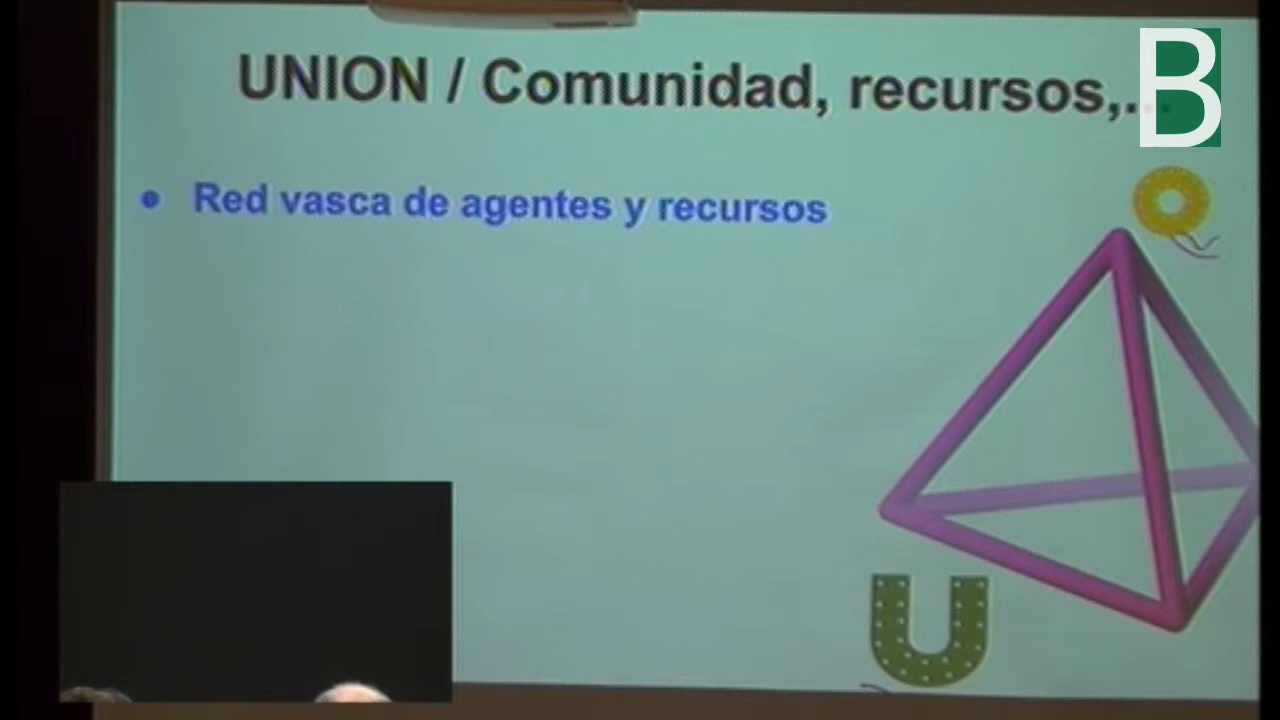 UNION / Comunidad, recursos,...
B
• Red vasca de agentes y recursos
U